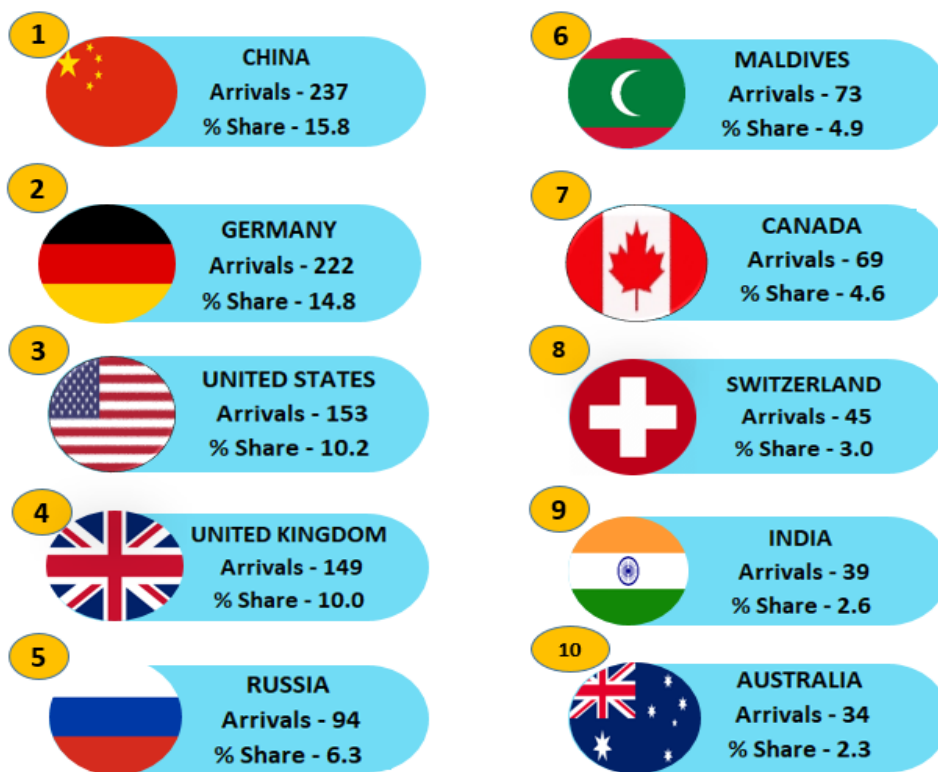 1
CHINA
Arrivals - 237
% Share - 15.8
2
GERMANY
Arrivals - 222
% Share - 14.8
3
UNITED STATES
Arrivals - 153
% Share - 10.2
4
UNITED KINGDOM
Arrivals - 149
% Share - 10.0
5
RUSSIA
Arrivals - 94
% Share - 6.3
6
MALDIVES
Arrivals - 73
% Share - 4.9
7
CANADA
Arrivals - 69
% Share - 4.6
8
SWITZERLAND
Arrivals - 45
% Share - 3.0
9
INDIA
Arrivals - 39
% Share - 2.6
10
AUSTRALIA
Arrivals - 34
% Share - 2.3